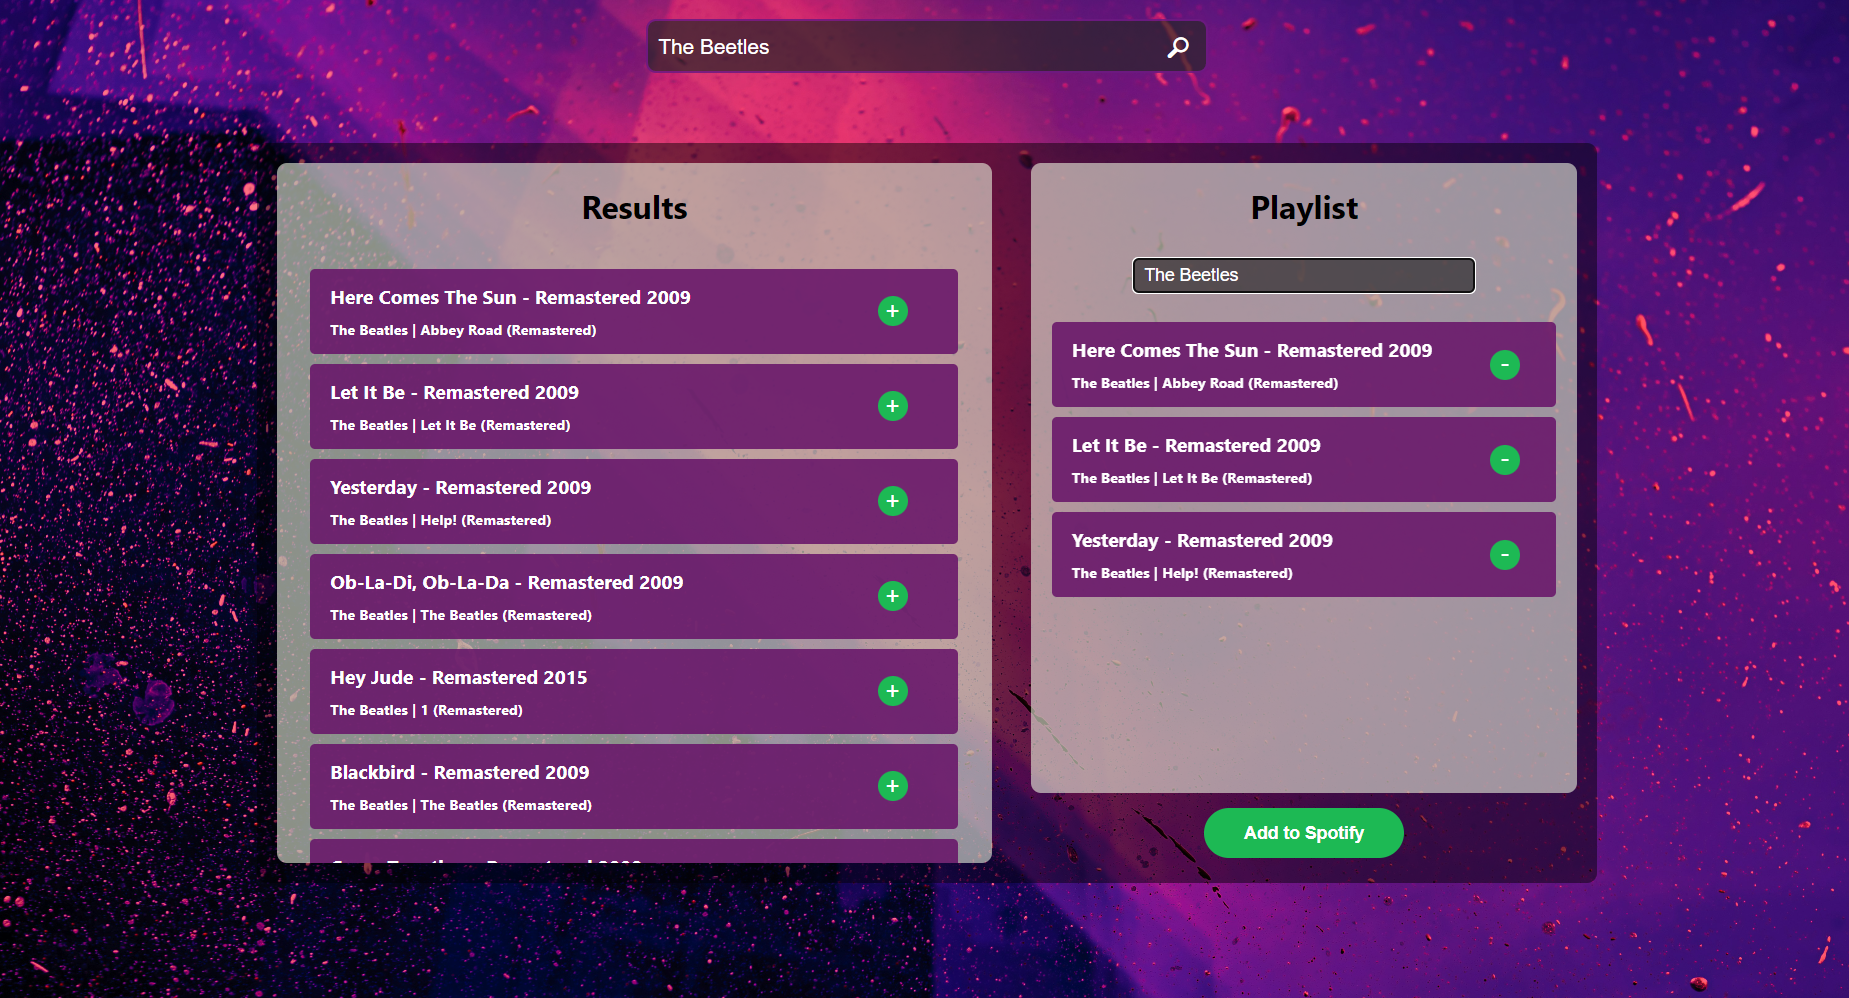 The Beetles
Results
Here Comes The Sun - Remastered 2009
The Beatles | Abbey Road (Remastered)
+
Let It Be - Remastered 2009
The Beatles | Let It Be (Remastered)
+
Yesterday - Remastered 2009
The Beatles | Help! (Remastered)
+
Ob-La-Di, Ob-La-Da - Remastered 2009
The Beatles | The Beatles (Remastered)
+
Hey Jude - Remastered 2015
The Beatles | 1 (Remastered)
+
Blackbird - Remastered 2009
The Beatles | The Beatles (Remastered)
+
Playlist
The Beetles
Here Comes The Sun - Remastered 2009
The Beatles | Abbey Road (Remastered)
-
Let It Be - Remastered 2009
The Beatles | Let It Be (Remastered)
-
Yesterday - Remastered 2009
The Beatles | Help! (Remastered)
-
Add to Spotify